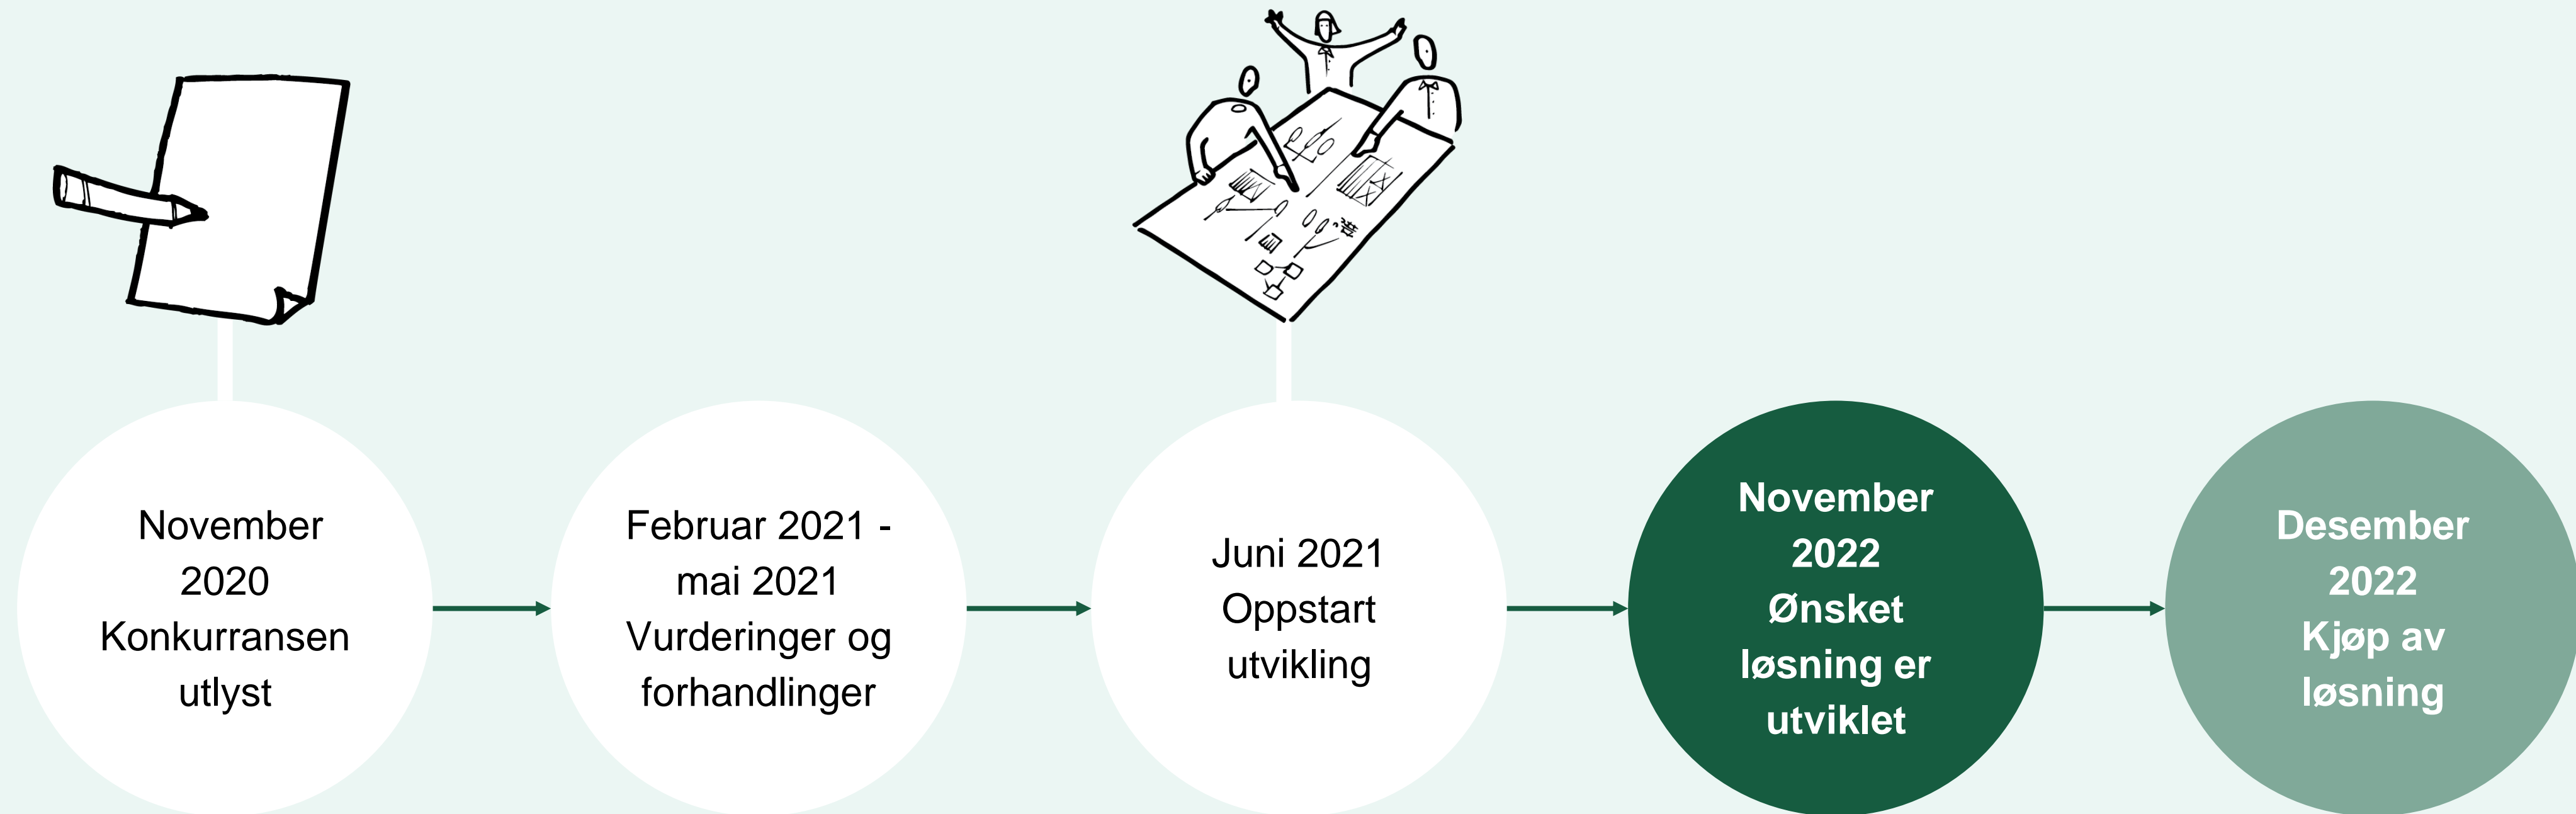 November
2020
Konkurransen
utlyst
Februar 2021 -
mai 2021
Vurderinger og
forhandlinger
Juni 2021
Oppstart
utvikling
November
2022
Ønsket
løsning er
utviklet
Desember
2022
Kjøp av
løsning